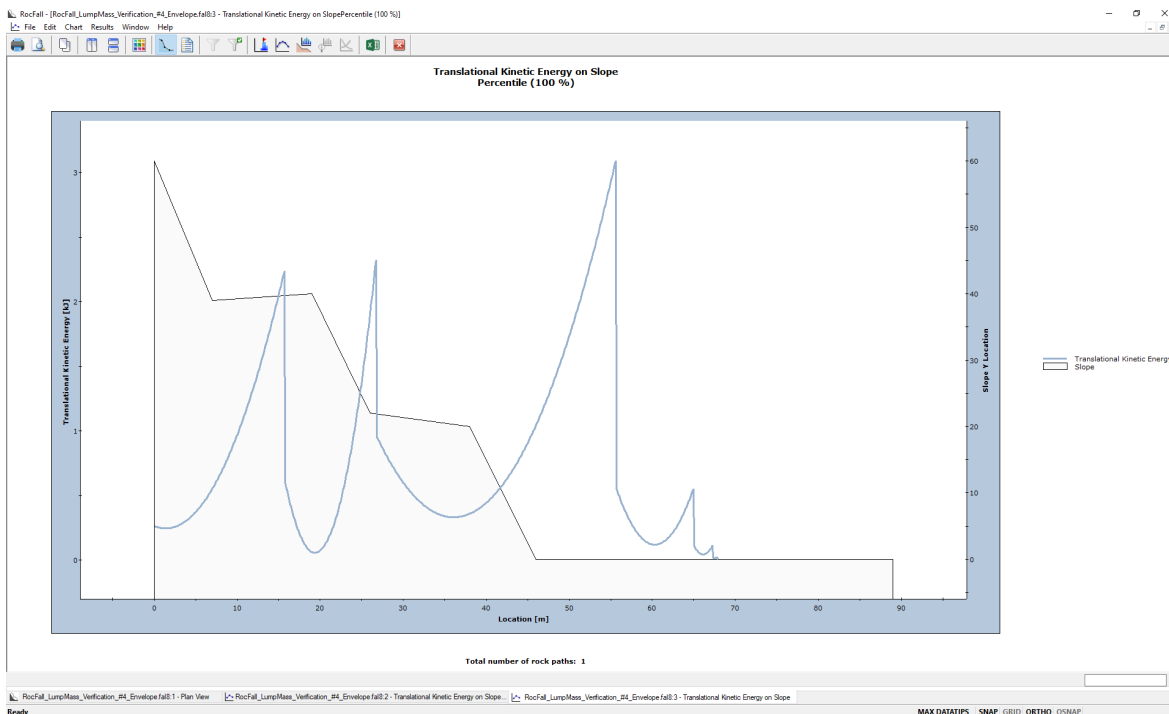 RocFall - [RocFall_LumpMass_Verification_#4_Envelope.fal8:3 - Translational Kinetic Energy on SlopePercentile (100 %)]
File Edit Chart Results Window Help
Translational Kinetic Energy on Slope
Percentile (100 %)
Translational Kinetic Energy [kJ]
3
2
1
0
60
50
40
30
20
10
0
Slope Y Location
Translational Kinetic Energy
Slope
0 10 20 30 40 50 60 70 80 90
Location [m]
Total number of rock paths: 1
RocFall_LumpMass_Verification_#4_Envelope.fal8:1 - Plan View RocFall_LumpMass_Verification_#4_Envelope.fal8:2 - Translational Kinetic Energy on Slope... RocFall_LumpMass_Verification_#4_Envelope.fal8:3 - Translational Kinetic Energy on Slope
Ready MAX DATATIPS SNAP GRID ORTHO OSNAP